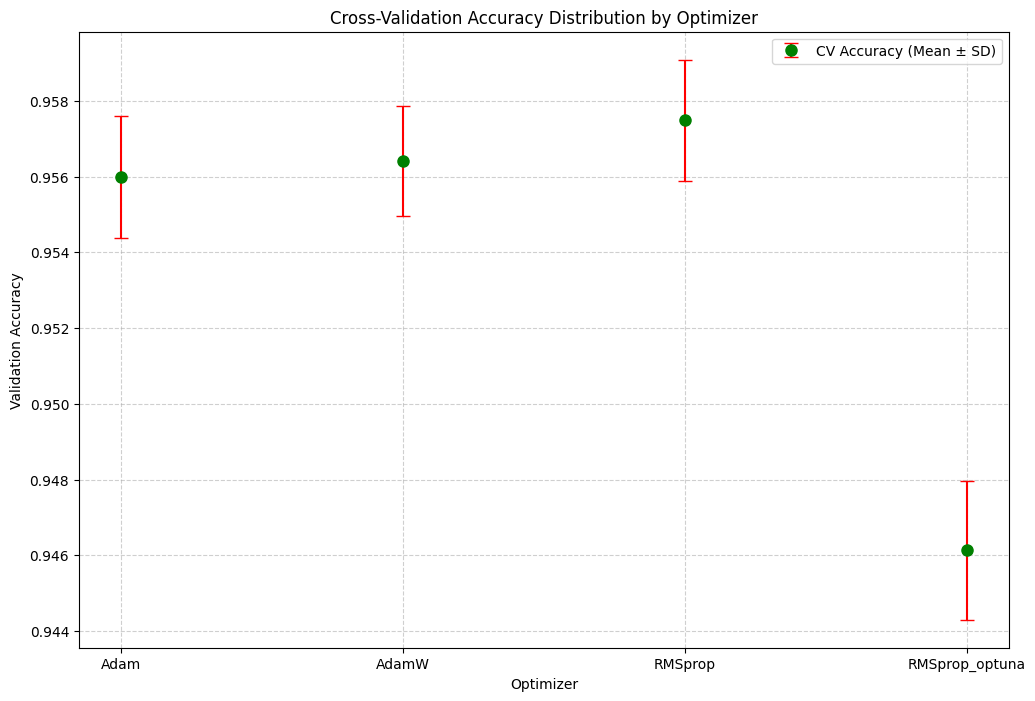 Cross-Validation Accuracy Distribution by Optimizer
CV Accuracy (Mean ± SD)
Validation Accuracy
0.958
0.956
0.954
0.952
0.950
0.948
0.946
0.944
Adam
AdamW
RMSprop
RMSprop_optuna
Optimizer